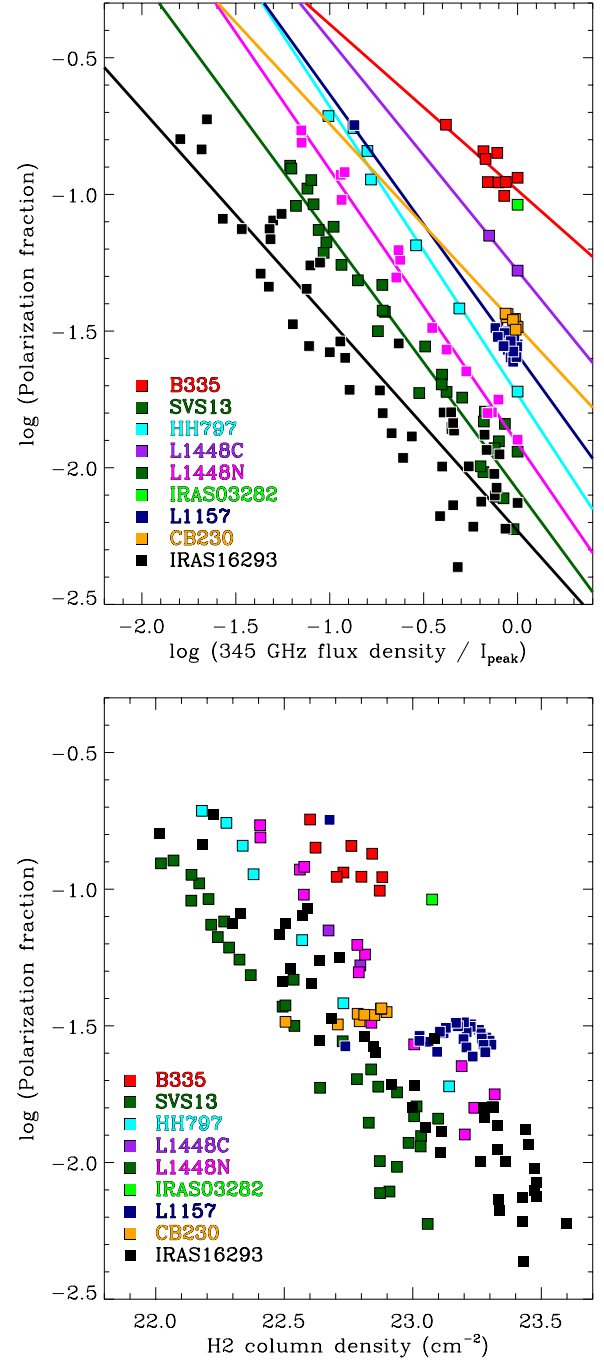 −0.5
−1.0
−1.5
−2.0
−2.5
log (Polarization fraction)
B335
SVS13
HH797
L1448C
L1448N
IRAS03282
L1157
CB230
IRAS16293
−2.0 −1.5 −1.0 −0.5 0.0
log (345 GHz flux density / Ipeak)
−0.5
−1.0
−1.5
−2.0
−2.5
log (Polarization fraction)
B335
SVS13
HH797
L1448C
L1448N
IRAS03282
L1157
CB230
IRAS16293
22.0 22.5 23.0 23.5
H2 column density (cm−2)